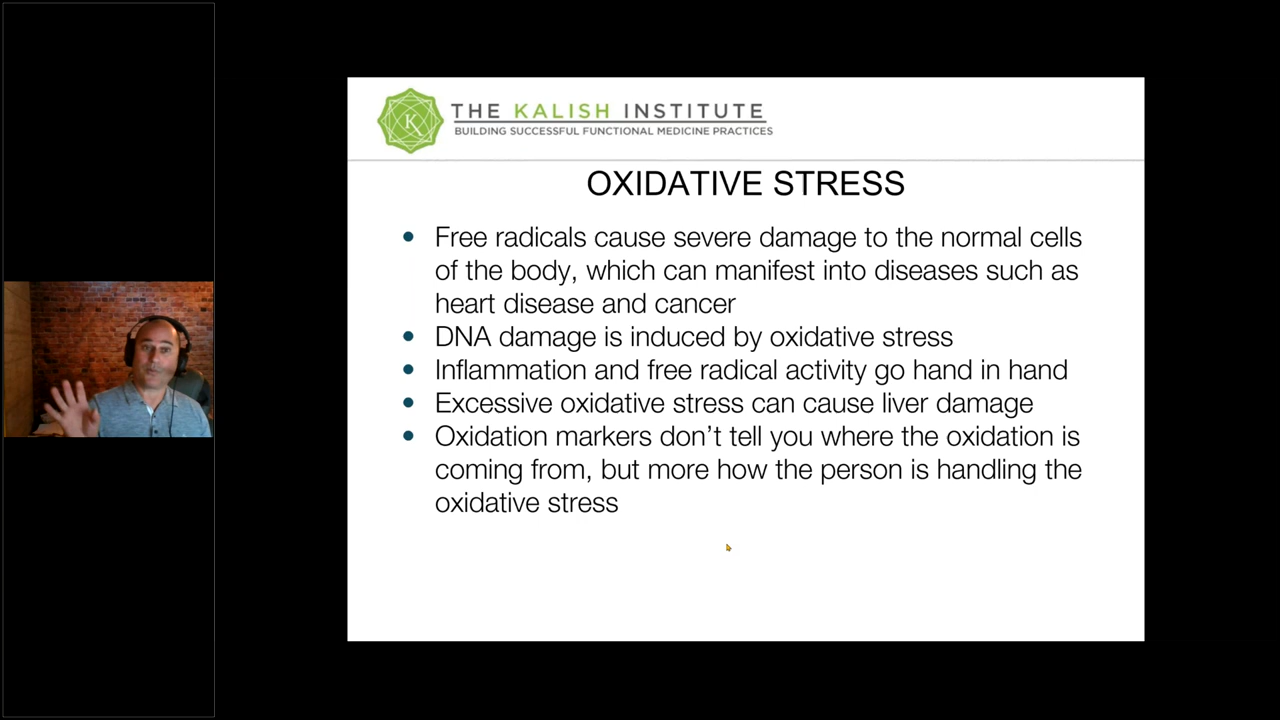 K
THE KALISH INSTITUTE
BUILDING SUCCESSFUL FUNCTIONAL MEDICINE PRACTICES
OXIDATIVE STRESS
• Free radicals cause severe damage to the normal cells
of the body, which can manifest into diseases such as
heart disease and cancer
• DNA damage is induced by oxidative stress
• Inflammation and free radical activity go hand in hand
• Excessive oxidative stress can cause liver damage
• Oxidation markers don’t tell you where the oxidation is
coming from, but more how the person is handling the
oxidative stress